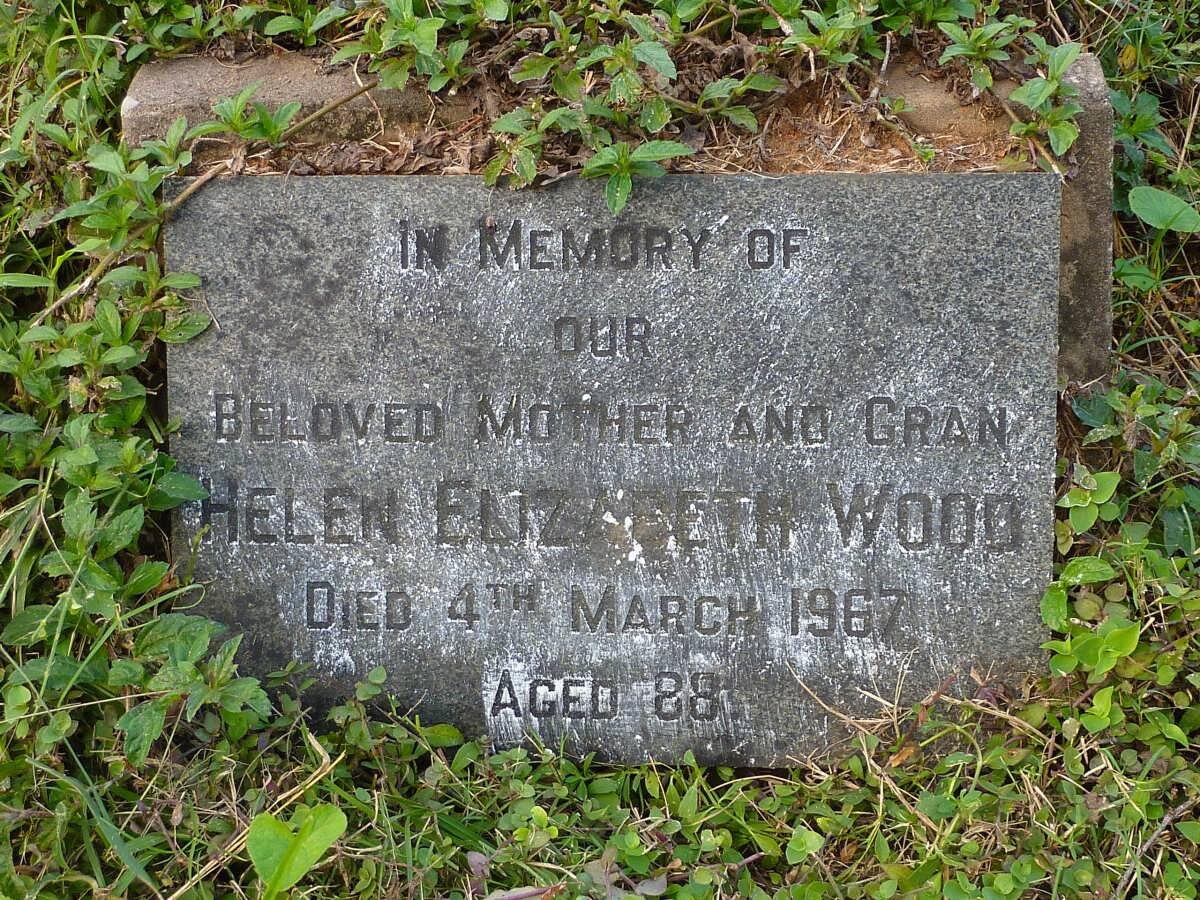 In Memory of
our
Beloved Mother and Gran
Helen Elizabeth Wood
Died 4th March 1967
Aged 88.